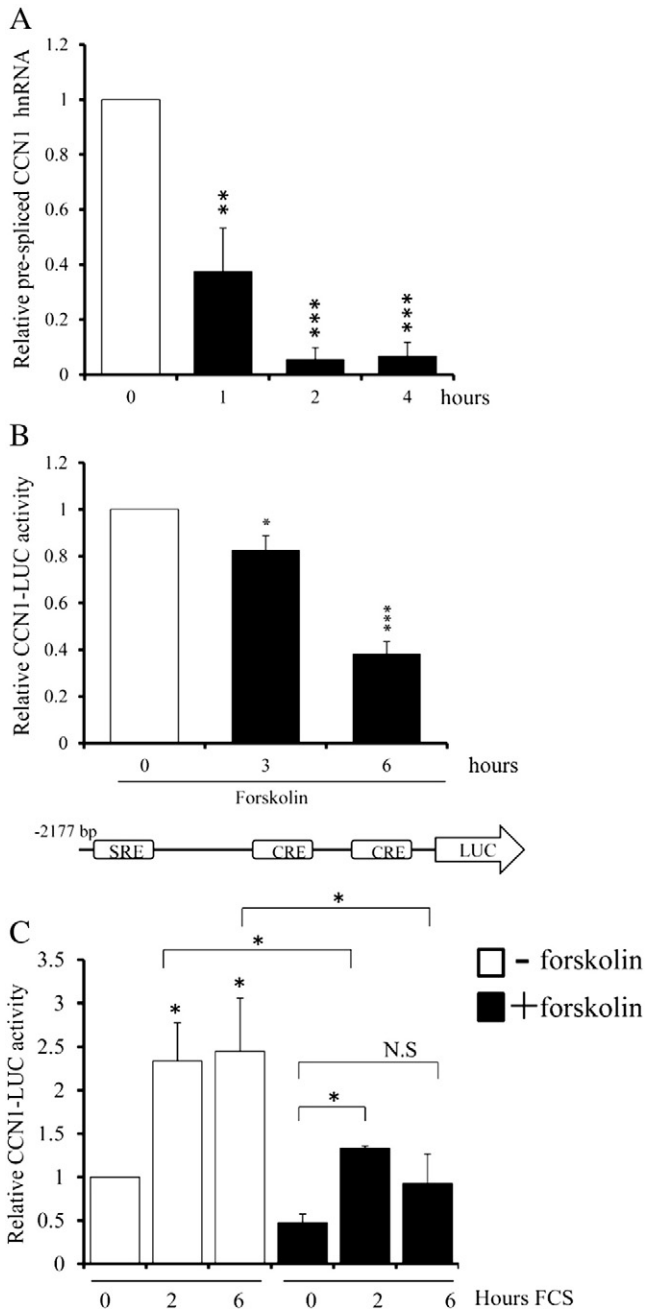 A
Relative pre-spliced CCN1 hnRNA
1.2
1
0.8
0.6
0.4
0.2
0
**
***
***
0 1 2 4 hours
B
Relative CCN1-LUC activity
1.2
1
0.8
0.6
0.4
0.2
0
*
***
0 3 6 hours
Forskolin
-2177 bp
SRE CRE CRE LUC
C
Relative CCN1-LUC activity
3.5
3
2.5
2
1.5
1
0.5
0
*
*
*
*
N.S
*
- forskolin
+ forskolin
0 2 6 0 2 6 Hours FCS